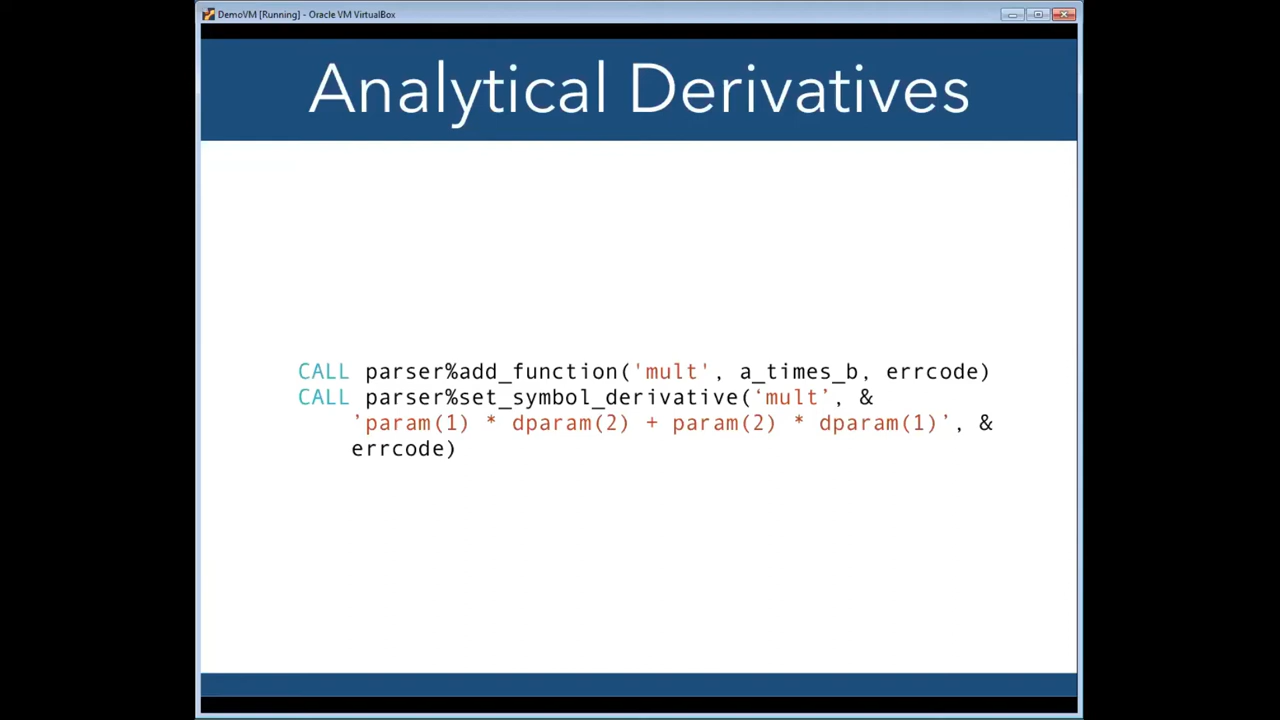 DemoVM [Running] - Oracle VM VirtualBox
Analytical Derivatives
CALL parser%add_function('mult', a_times_b, errcode)
CALL parser%set_symbol_derivative(‘mult’, &
’param(1) * dparam(2) + param(2) * dparam(1)’, &
errcode)